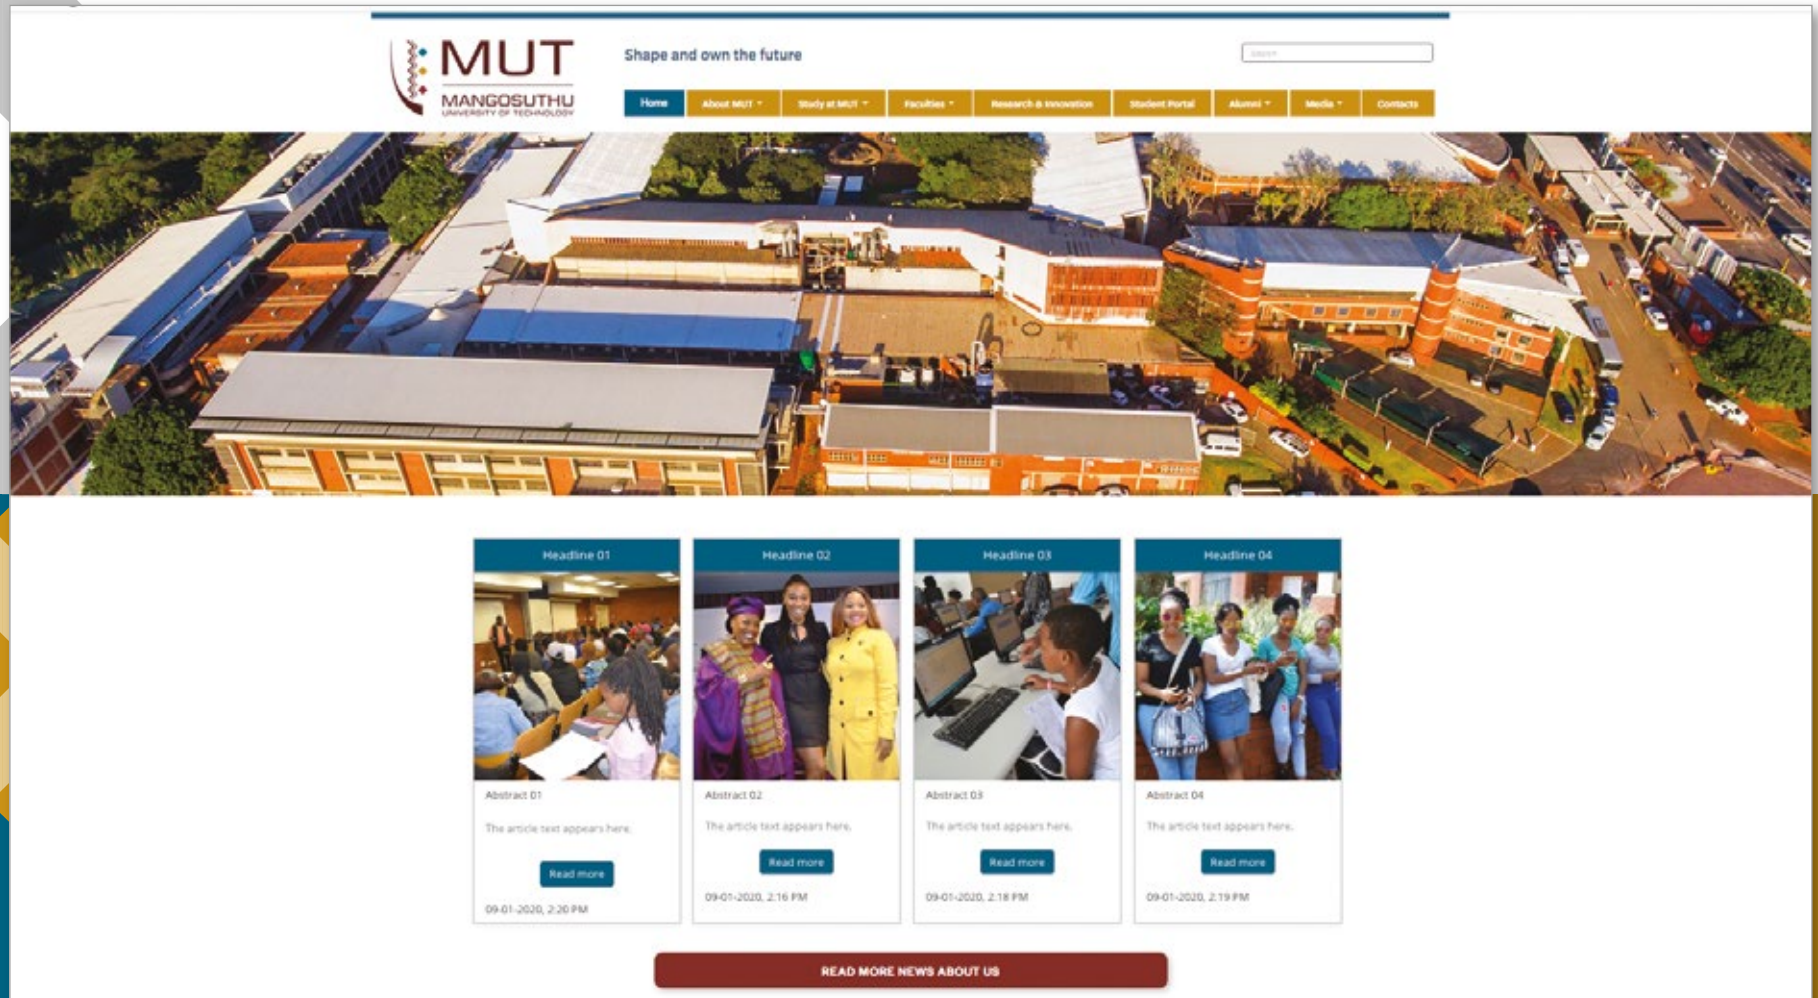 MUT
MANGOSUTHU
UNIVERSITY OF TECHNOLOGY
Shape and own the future
Home About MUT Study at MUT Faculties Research & Innovation Student Portal Alumni Media Contacts
Headline 01
Abstract 01
The article text appears here.
Read more
09-01-2020, 2:20 PM
Headline 02
Abstract 02
The article text appears here.
Read more
09-01-2020, 2:16 PM
Headline 03
Abstract 03
The article text appears here.
Read more
09-01-2020, 2:18 PM
Headline 04
Abstract 04
The article text appears here.
Read more
09-01-2020, 2:19 PM
READ MORE NEWS ABOUT US